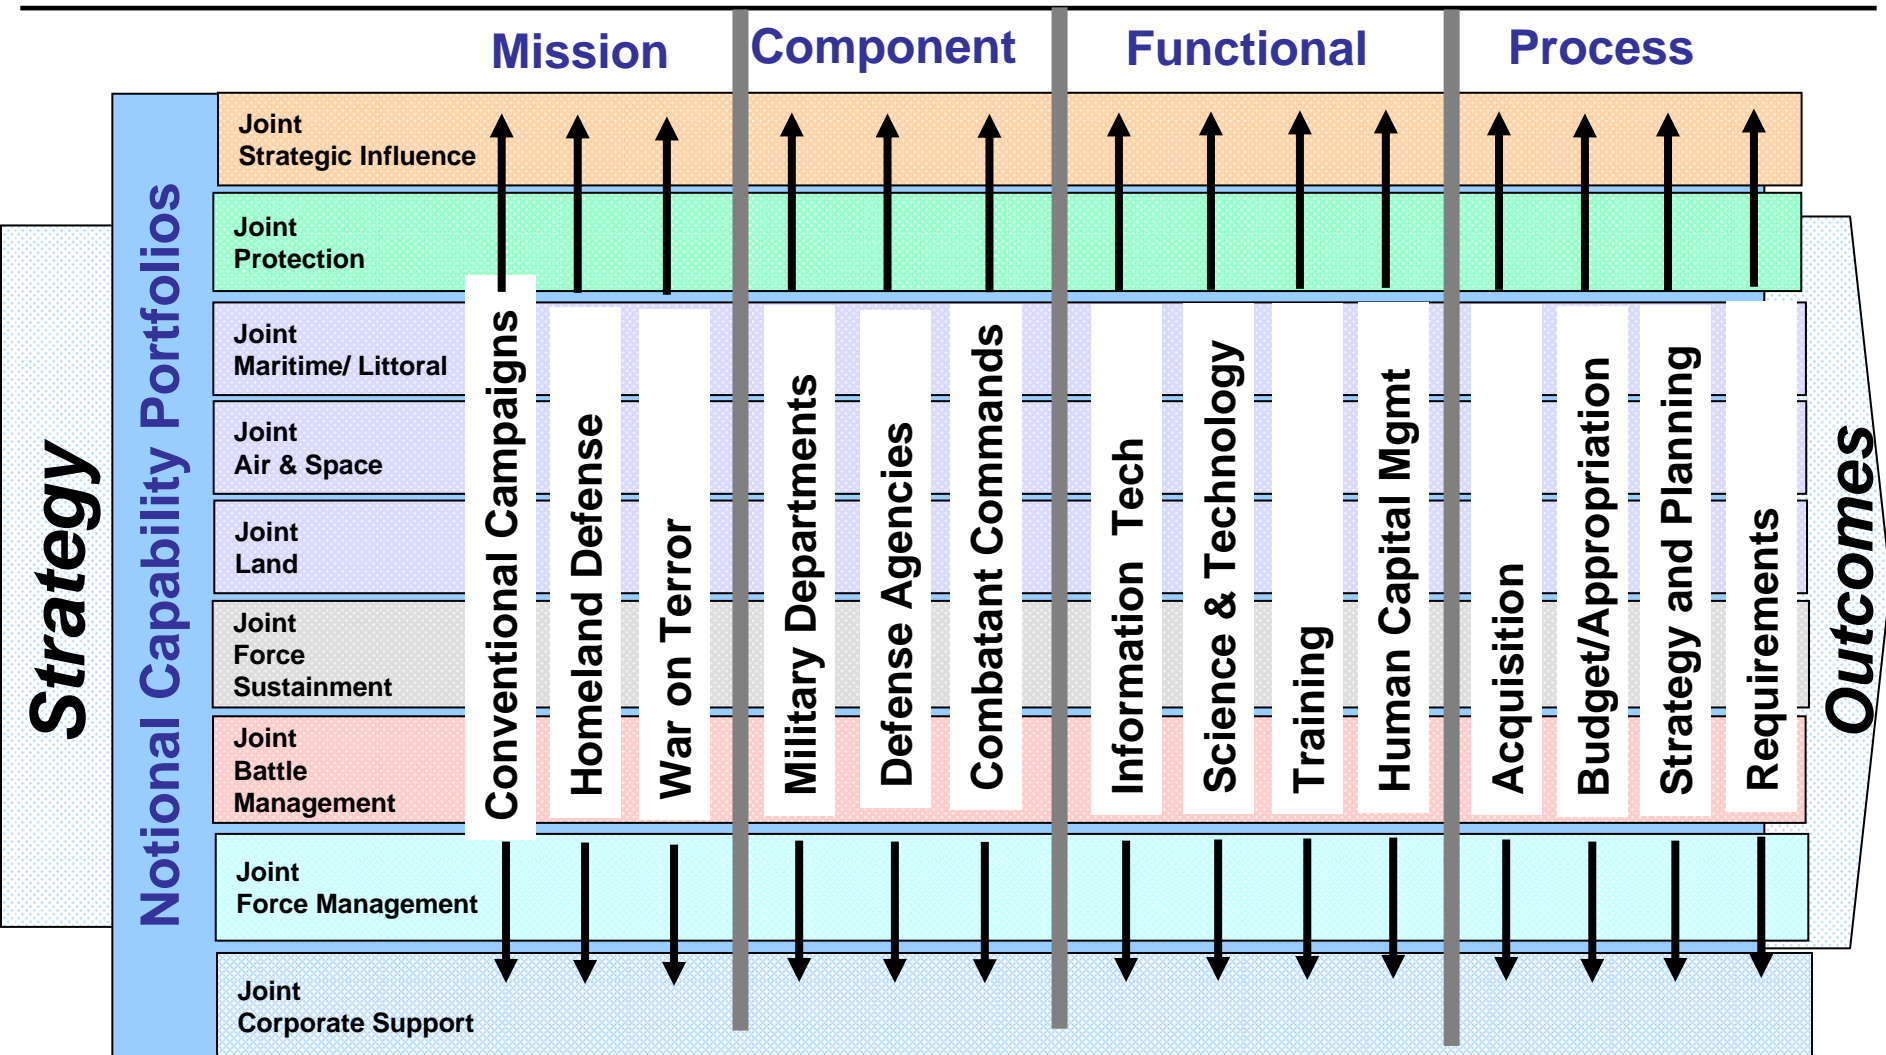 Mission
Component
Functional
Process
Strategy
Notional Capability Portfolios
Joint
Strategic Influence
Joint
Protection
Joint
Maritime/ Littoral
Joint
Air & Space
Joint
Land
Joint
Force
Sustainment
Joint
Battle
Management
Joint
Force Management
Joint
Corporate Support
Conventional Campaigns
Homeland Defense
War on Terror
Military Departments
Defense Agencies
Combatant Commands
Information Tech
Science & Technology
Training
Human Capital Mgmt
Acquisition
Budget/Appropriation
Strategy and Planning
Requirements
Outcomes